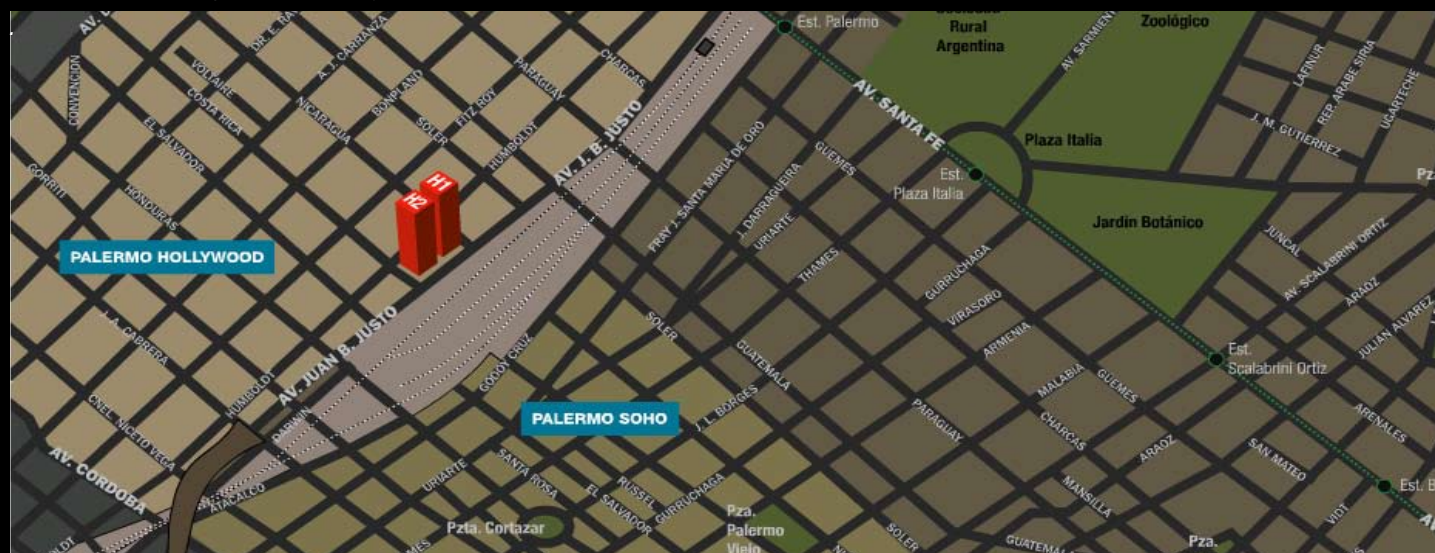 Est. Palermo
Rural
Argentina
Zoológico
AV. SARMIENTO
LAFINUR
REP. ARABE SIRIA
UGARTECHE
J. M. GUTIERREZ
CONVENCION
VOLTAIRE
COSTA RICA
A. J. CARRANZA
NICARAGUA
BONPLAND
SOLER
FITZ ROY
PARAGUAY
CHARCAS
HUMBOLDT
AV. J. B. JUSTO
AV. SANTA FE
Plaza Italia
Est.
Plaza Italia
Pza
EL SALVADOR
GORRITI
HONDURAS
H1
H2
FRAY J. SANTA MARIA DE ORO
J. DARRAGUEIRA
URIARTE
GUEMES
THAMES
Jardín Botánico
JUNCAL
AV. SCALABRINI ORTIZ
ARAOZ
JULIAN ALVAREZ
PALERMO HOLLYWOOD
GURRUCHAGA
VIRASORO
ARMENIA
J. A. CABRERA
AV. JUAN B. JUSTO
SOLER
GUATEMALA
GODOY CRUZ
MALABIA
GUEMES
Est.
Scalabrini Ortiz
HUMBOLDT
CNEL NICETO VEGA
DARWIN
PALERMO SOHO
J. L. BORGES
PARAGUAY
CHARCAS
ARAOZ
ARENALES
AV. CORDOBA
ATACALCO
URIARTE
SANTA ROSA
RUSSEL
EL SALVADOR
GURRUCHAGA
MANSILLA
SAN MATEO
VIDT
Est. B
Pzta. Cortazar
Pza.
Palermo
Viejo
SOLER
GUATEMALA
Pza.